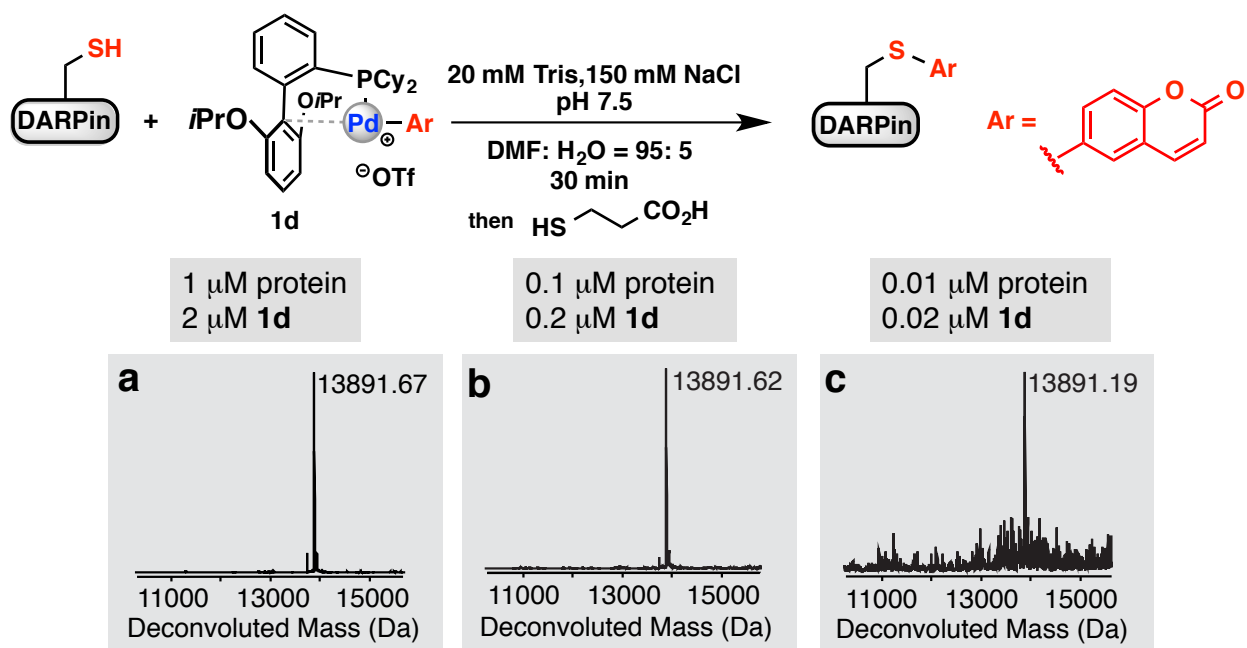 SH
DARPin
+
PCy2
OiPr
iPrO
Pd
⊕
Ar
⊖OTf
1d
20 mM Tris,150 mM NaCl
pH 7.5
DMF: H2O = 95: 5
30 min
then HS CO2H
S
Ar
DARPin
Ar =
O
O
1 μM protein
2 μM 1d
0.1 μM protein
0.2 μM 1d
0.01 μM protein
0.02 μM 1d
a
13891.67
11000 13000 15000
Deconvoluted Mass (Da)
b
13891.62
11000 13000 15000
Deconvoluted Mass (Da)
c
13891.19
11000 13000 15000
Deconvoluted Mass (Da)